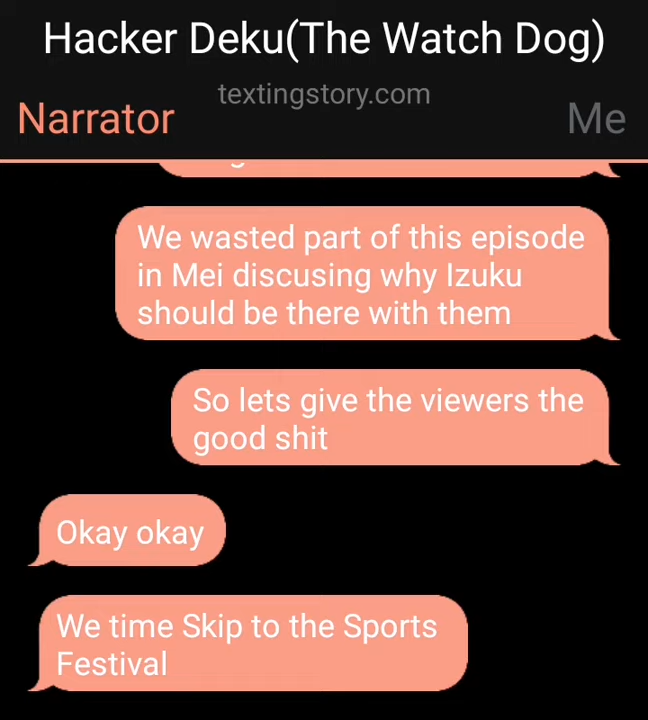 Hacker Deku(The Watch Dog)
textingstory.com
Narrator
Me
We wasted part of this episode
in Mei discusing why Izuku
should be there with them
So lets give the viewers the
good shit
Okay okay
We time Skip to the Sports
Festival